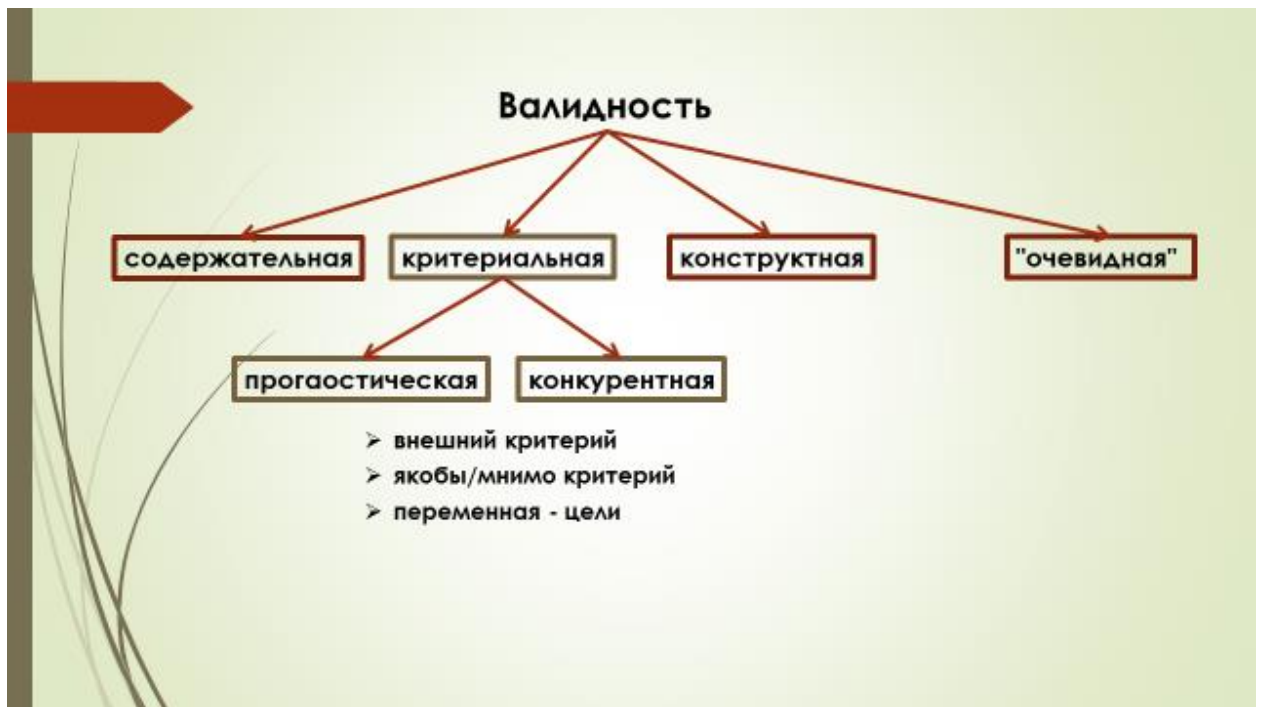 Валидность
содержательная
критериальная
конструктная
"очевидная"
прогаостическая
конкурентная
➢ внешний критерий
➢ якобы/мнимо критерий
➢ переменная - цели